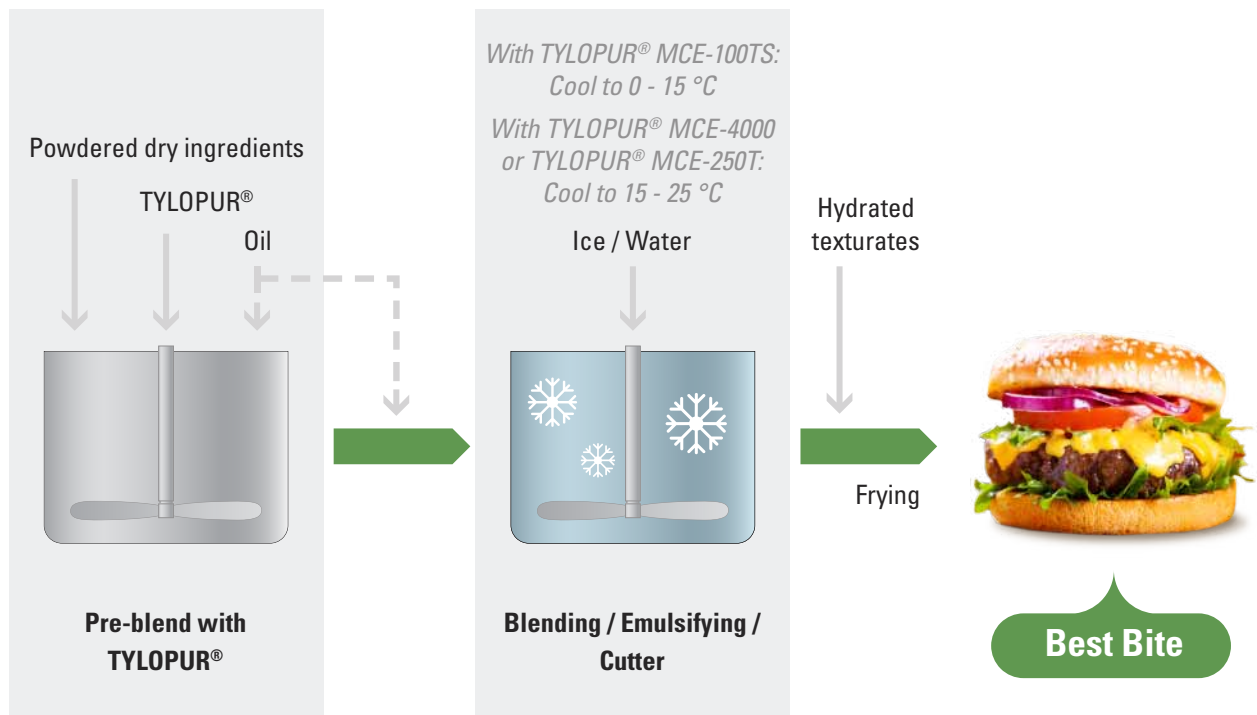 Powdered dry ingredients
TYLOPUR®
Oil
Pre-blend with
TYLOPUR®
With TYLOPUR® MCE-100TS:
Cool to 0 - 15 °C
With TYLOPUR® MCE-4000
or TYLOPUR® MCE-250T:
Cool to 15 - 25 °C
Ice / Water
Blending / Emulsifying /
Cutter
Hydrated
texturates
Frying
Best Bite